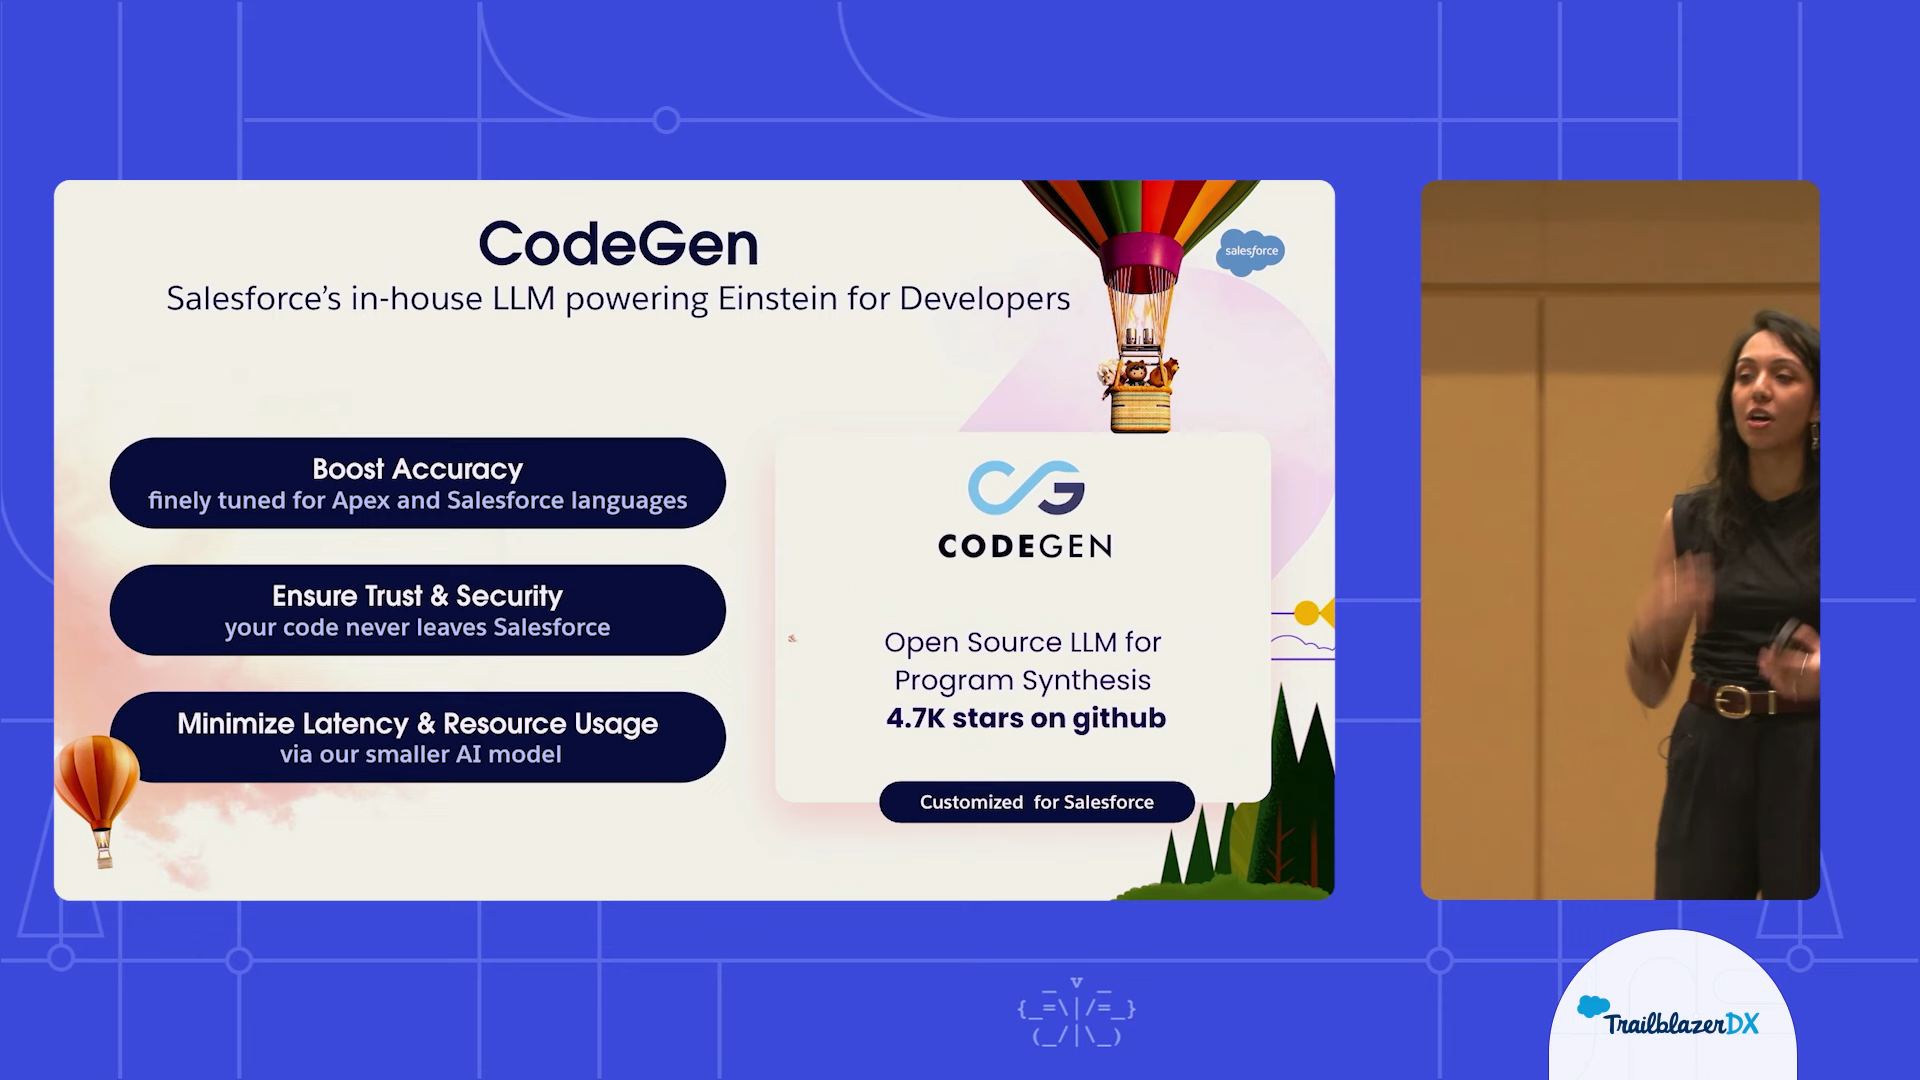 CodeGen
Salesforce’s in-house LLM powering Einstein for Developers
salesforce
Boost Accuracy
finely tuned for Apex and Salesforce languages
Ensure Trust & Security
your code never leaves Salesforce
Minimize Latency & Resource Usage
via our smaller AI model
CG
CODEGEN
Open Source LLM for
Program Synthesis
4.7K stars on github
Customized for Salesforce
TrailblazerDX